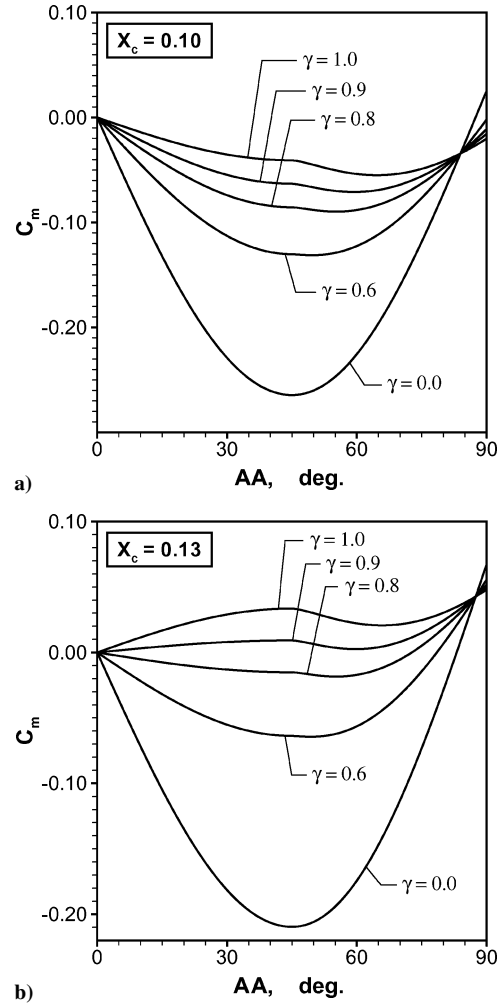 0.10
X_c = 0.10
γ = 1.0
γ = 0.9
γ = 0.8
0.00
-0.10
C_m
γ = 0.6
-0.20
γ = 0.0
0 30 60 90
a) AA, deg.
0.10
X_c = 0.13
γ = 1.0
γ = 0.9
γ = 0.8
0.00
C_m
-0.10
γ = 0.6
γ = 0.0
-0.20
0 30 60 90
b) AA, deg.